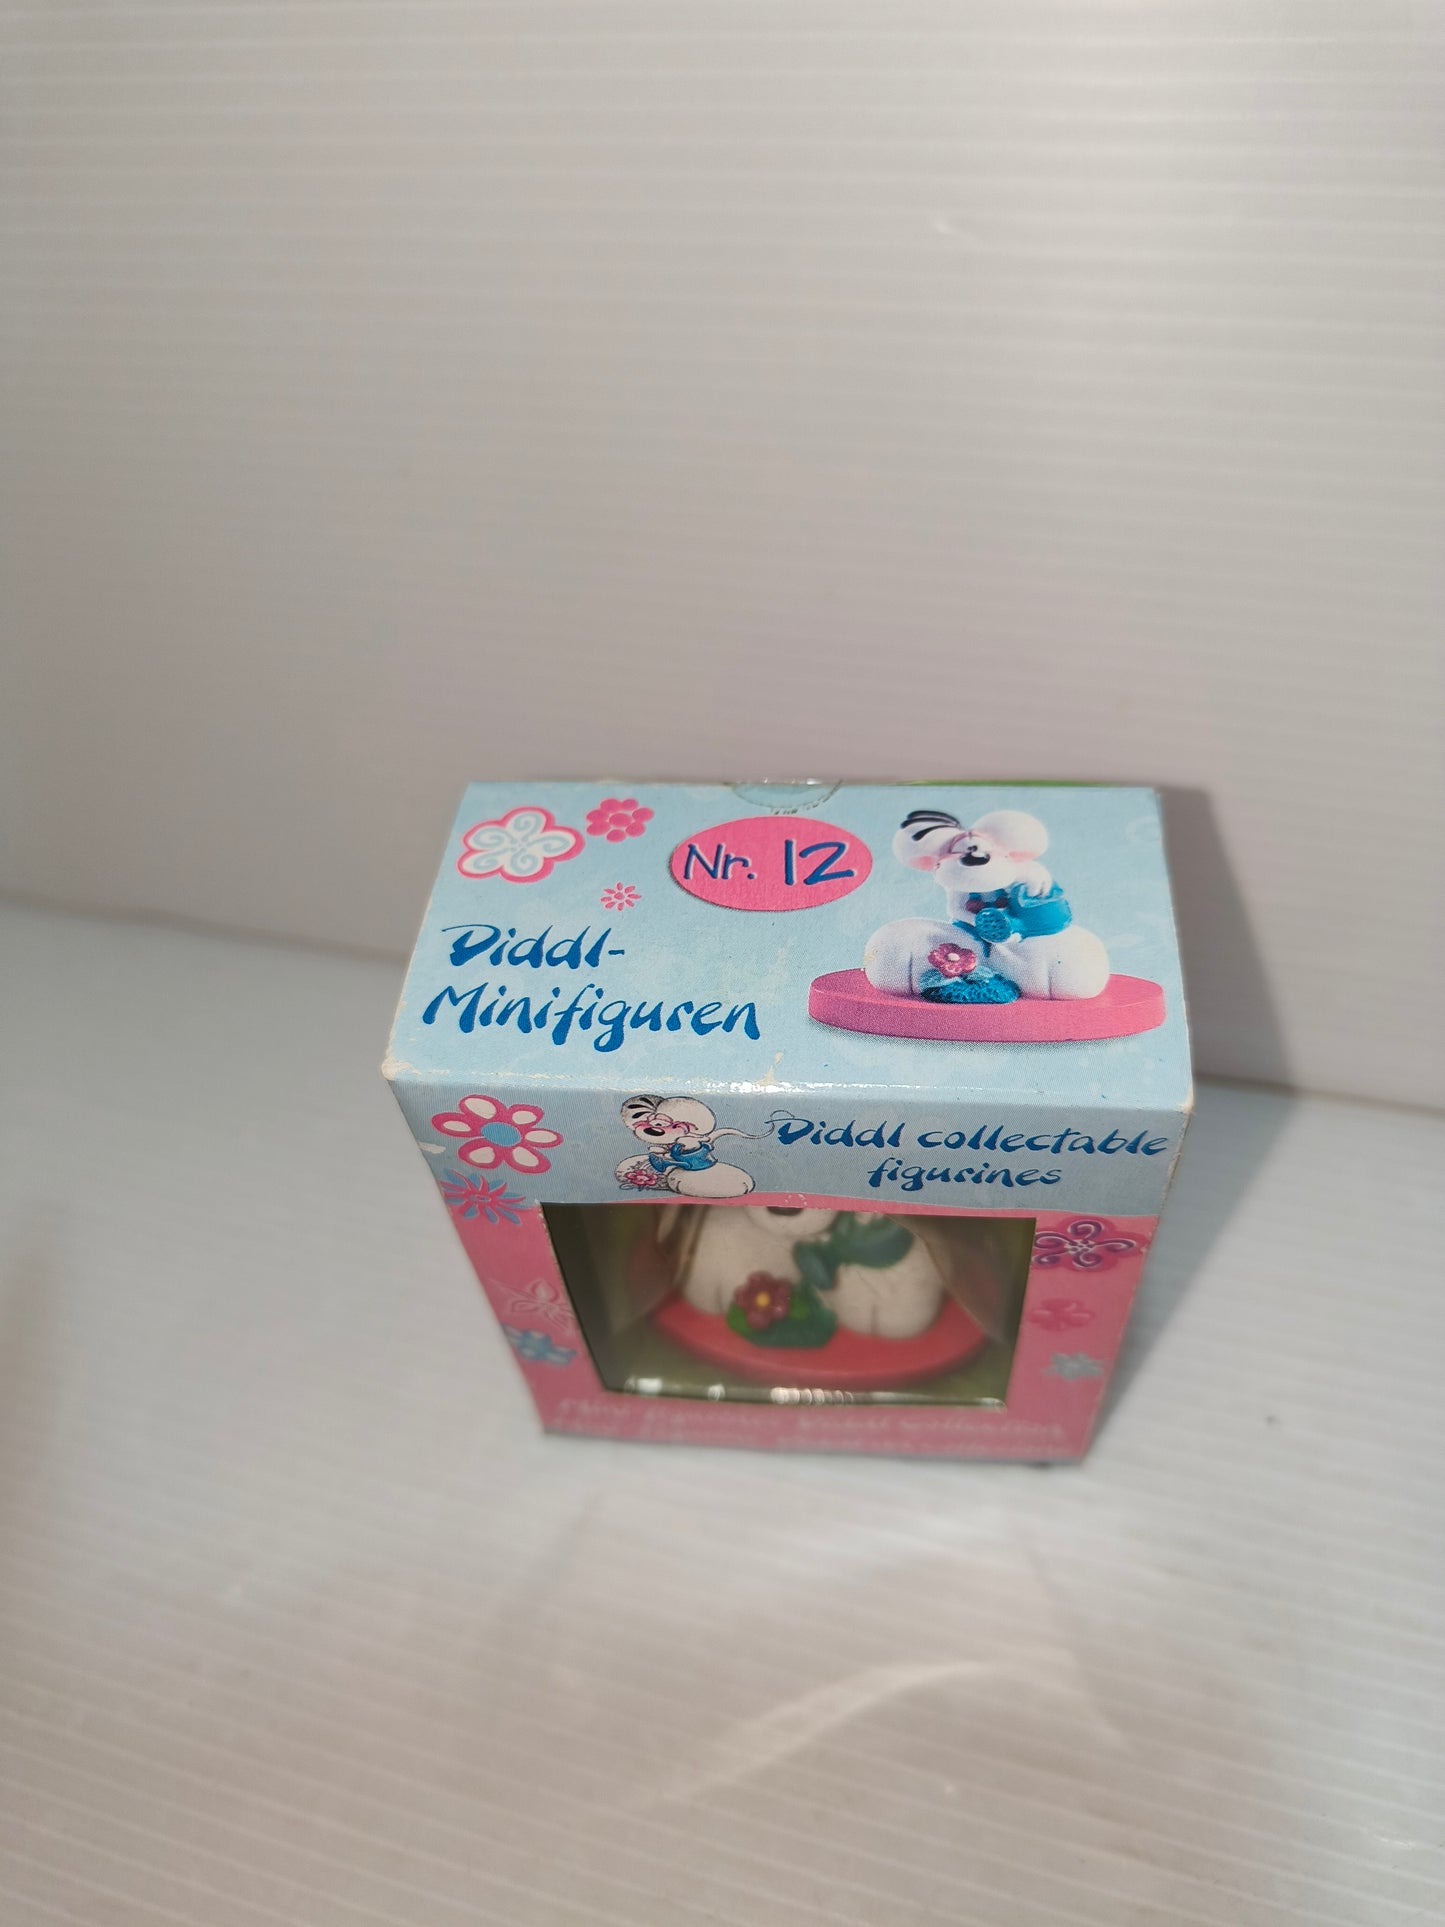 Nr. 12
Diddl-
Minifiguren
Diddl collectable
figurines